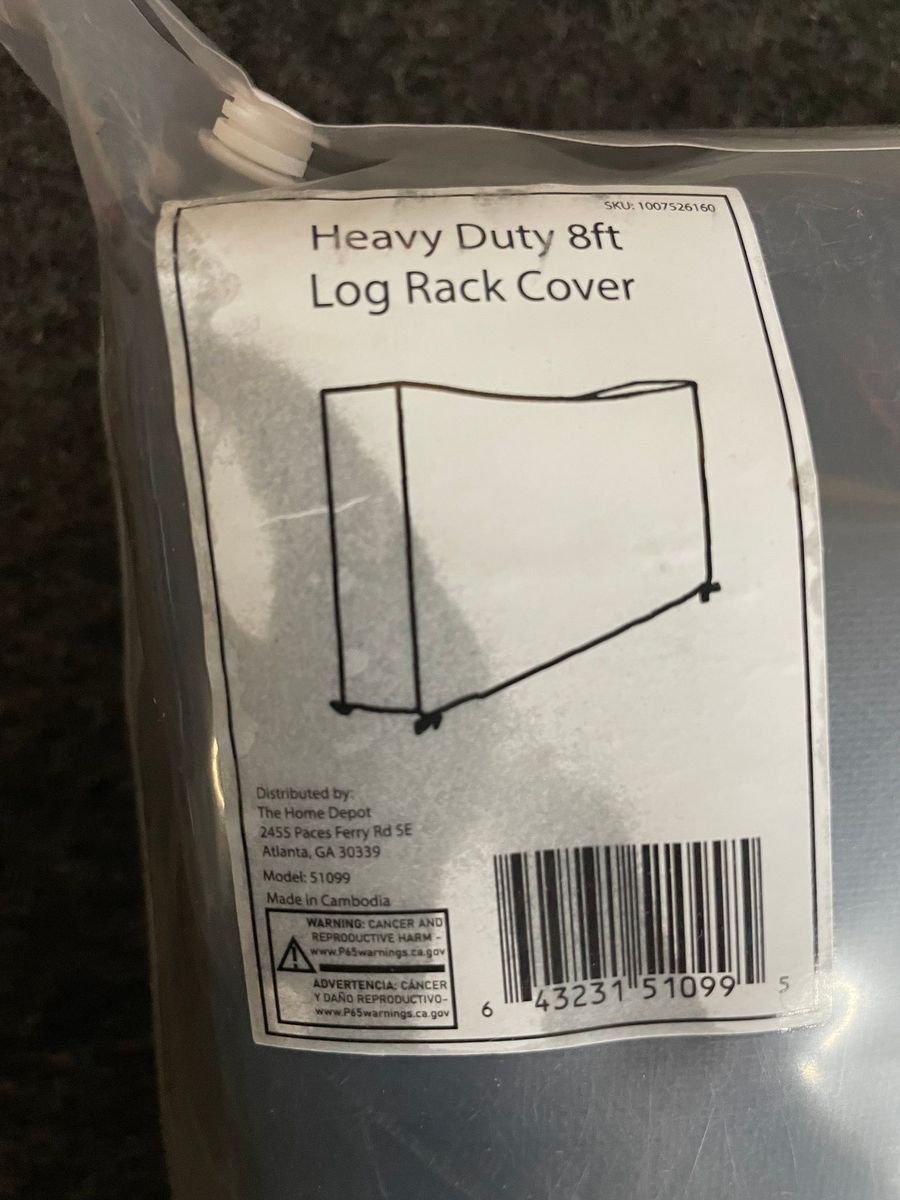 SKU: 1007526160
Heavy Duty 8ft
Log Rack Cover
Distributed by:
The Home Depot
2455 Paces Ferry Rd SE
Atlanta, GA 30339
Model: 51099
Made in Cambodia
WARNING: CANCER AND
REPRODUCTIVE HARM -
www.P65warnings.ca.gov
ADVERTENCIA: CÁNCER
Y DAÑO REPRODUCTIVO-
www.P65warnings.ca.gov
6 43231 51099 5